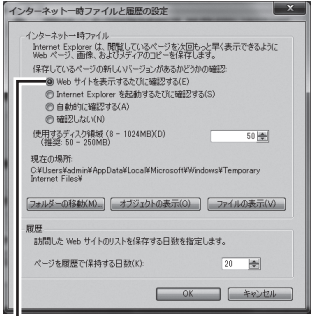 インターネット一時ファイルと履歴の設定
インターネット一時ファイル
Internet Explorer は、閲覧しているページを次回もっと早く表示できるように
Web ページ、画像、およびメディアのコピーを保存します。
保存しているページの新しいバージョンがあるかどうかの確認:
Web サイトを表示するたびに確認する(E)
Internet Explorer を起動するたびに確認する(S)
自動的に確認する(A)
確認しない(N)
使用するディスク領域 (8 - 1024MB)(D)
50
(推奨: 50 - 250MB)
現在の場所:
C:¥Users¥admin¥AppData¥Local¥Microsoft¥Windows¥Temporary
Internet Files¥
フォルダーの移動(M)... オブジェクトの表示(O) ファイルの表示(V)
履歴
訪問した Web サイトのリストを保存する日数を指定します。
ページを履歴で保持する日数(K): 20
OK キャンセル